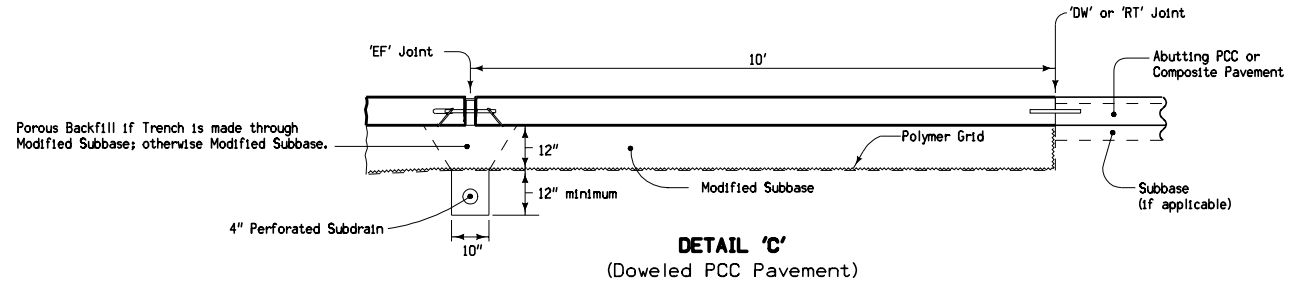 'DW' or 'RT' Joint
'EF' Joint
10'
Abutting PCC or
Composite Pavement
Porous Backfill if Trench is made through
Modified Subbase; otherwise Modified Subbase.
Polymer Grid
12"
Modified Subbase
12" minimum
Subbase
(if applicable)
4" Perforated Subdrain
10"
DETAIL 'C'
(Doweled PCC Pavement)